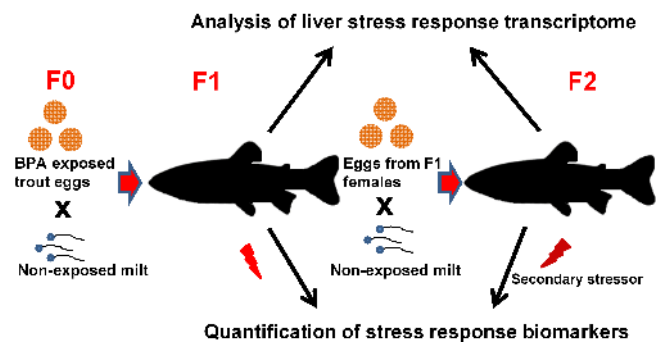 Analysis of liver stress response transcriptome
F0
F1
F2
BPA exposed
trout eggs
X
Non-exposed milt
Eggs from F1
females
X
Non-exposed milt
Secondary stressor
Quantification of stress response biomarkers